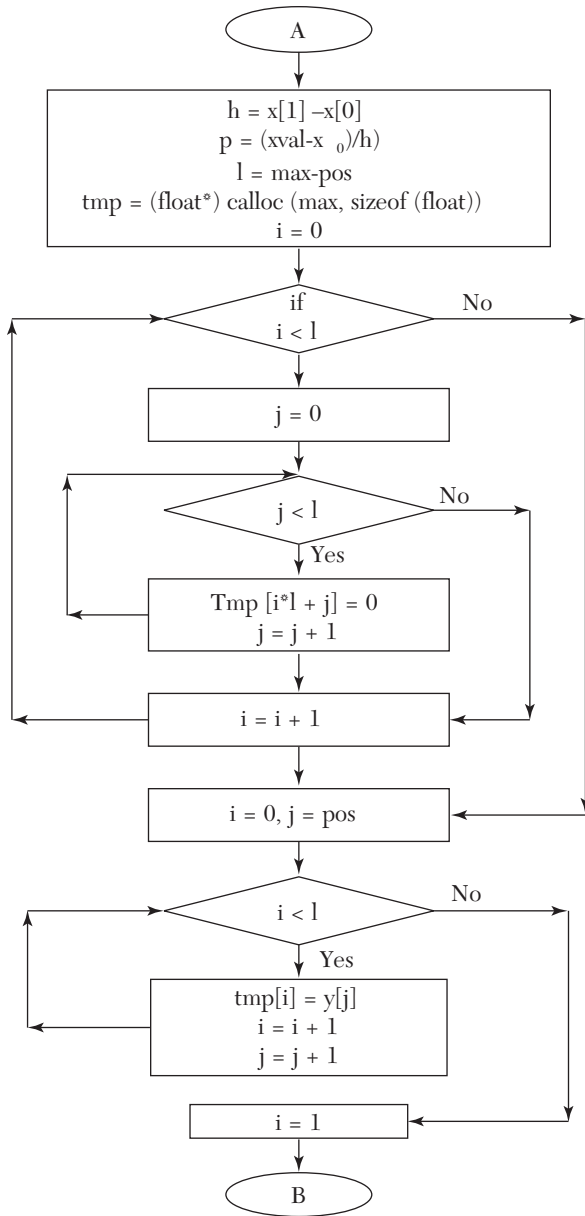 A
h = x[1] –x[0]
p = (xval-x 0)/h)
l = max-pos
tmp = (float*) calloc (max, sizeof (float))
i = 0
if
i < l
No
j = 0
j < l
No
Yes
Tmp [i*l + j] = 0
j = j + 1
i = i + 1
i = 0, j = pos
i < l
No
Yes
tmp[i] = y[j]
i = i + 1
j = j + 1
i = 1
B